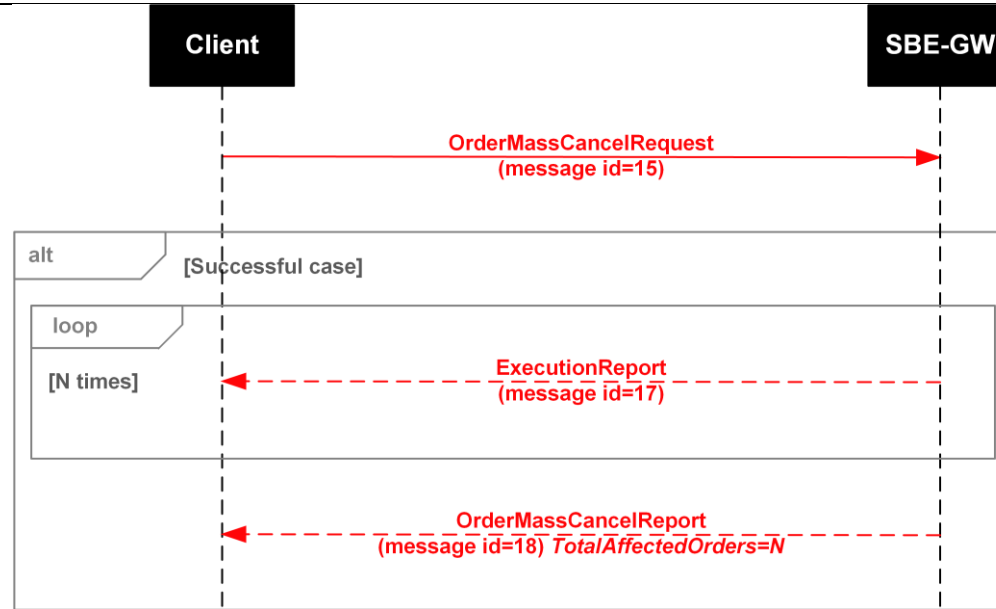 Client
SBE-GW
OrderMassCancelRequest
(message id=15)
alt
[Successful case]
loop
[N times]
ExecutionReport
(message id=17)
OrderMassCancelReport
(message id=18) TotalAffectedOrders=N